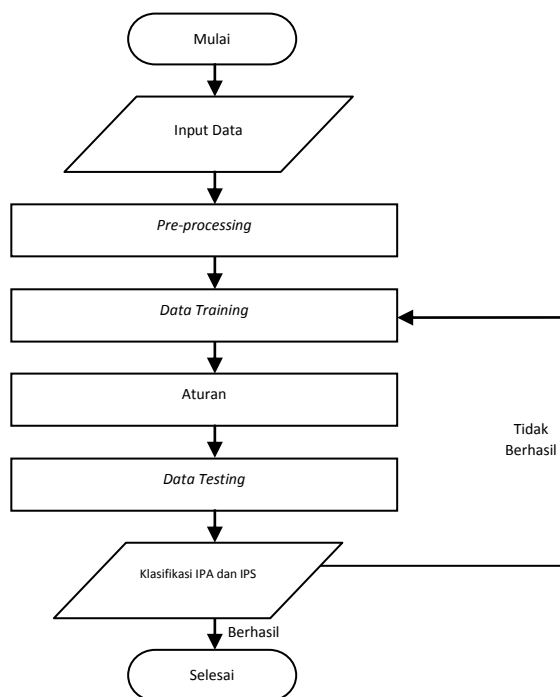 Mulai
Input Data
Pre-processing
Data Training
Aturan
Tidak
Berhasil
Data Testing
Klasifikasi IPA dan IPS
Berhasil
Selesai